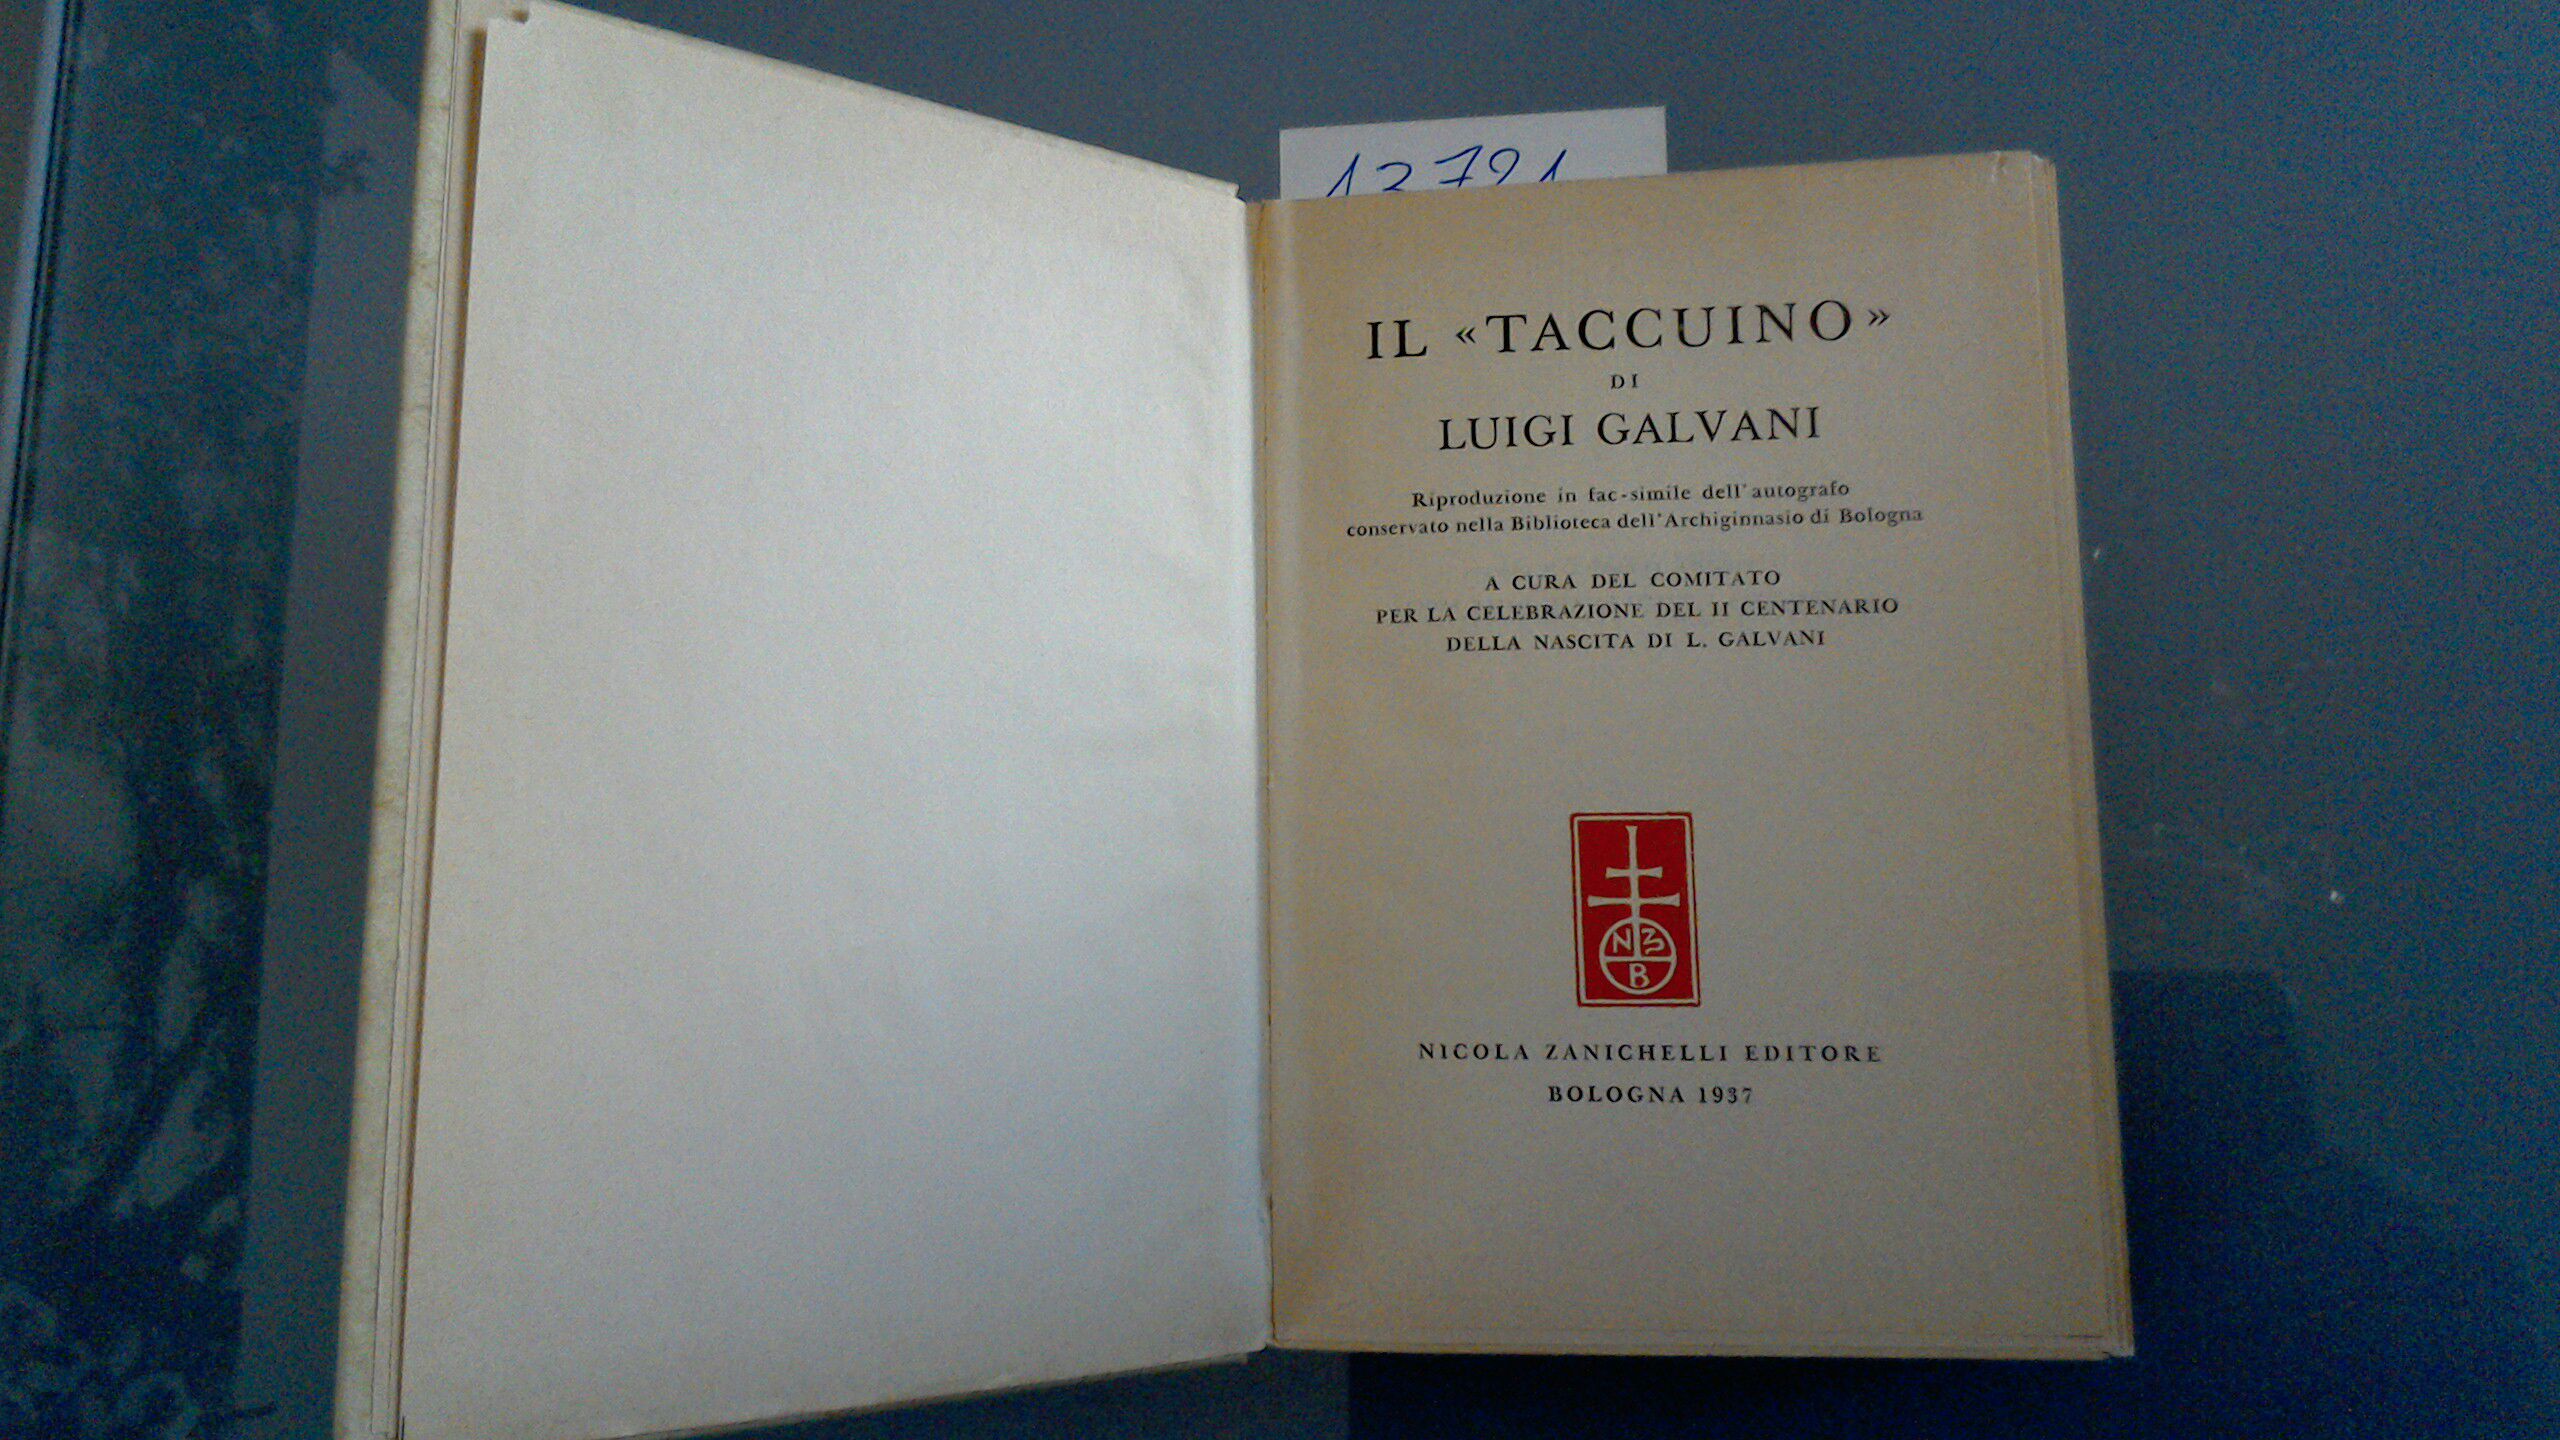 IL «TACCUINO»
DI
LUIGI GALVANI
Riproduzione in fac-simile dell'autografo
conservato nella Biblioteca dell'Archiginnasio di Bologna
A CURA DEL COMITATO
PER LA CELEBRAZIONE DEL II CENTENARIO
DELLA NASCITA DI L. GALVANI
N Z
B
NICOLA ZANICHELLI EDITORE
BOLOGNA 1937